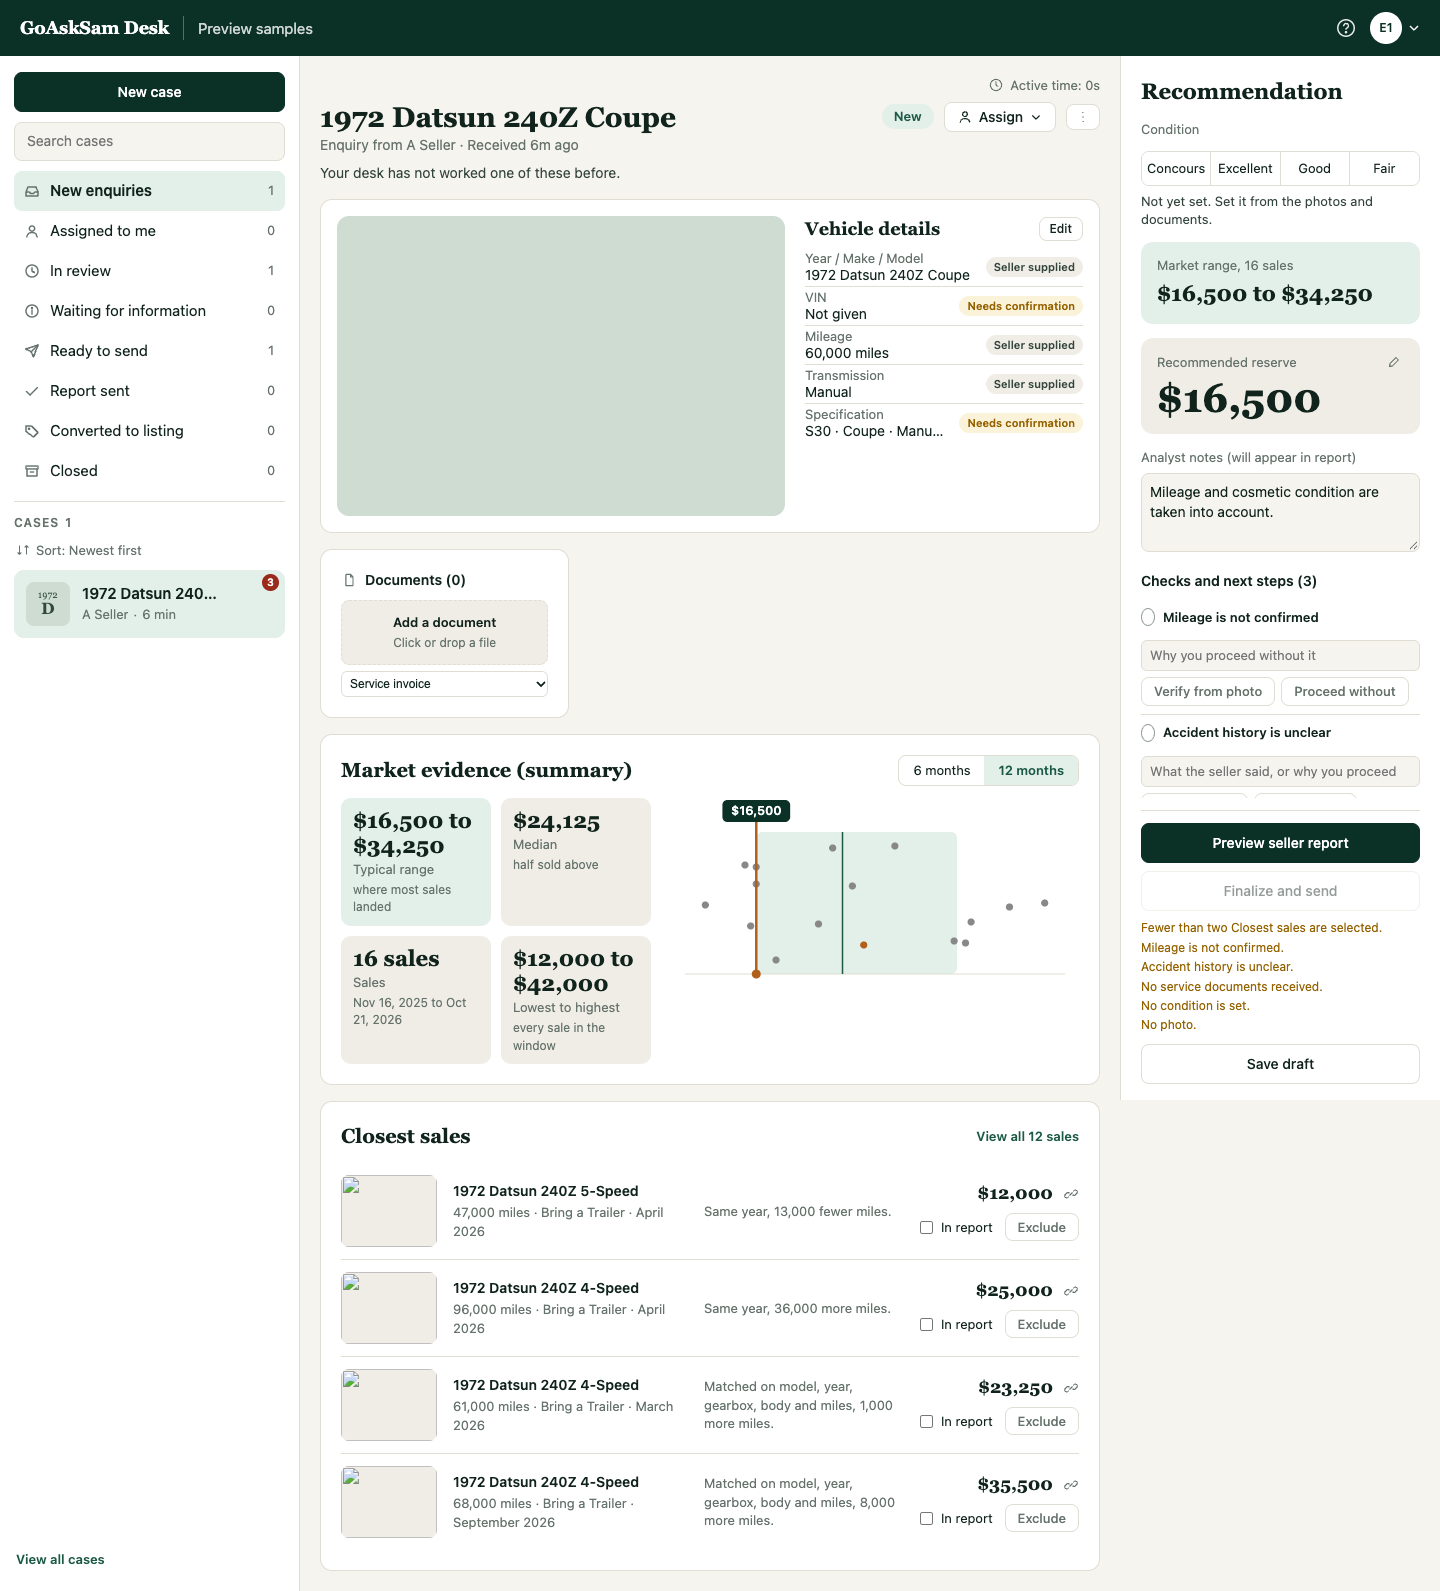 GoAskSam Desk
Preview samples
E1
New case
Search cases
New enquiries 1
Assigned to me 0
In review 1
Waiting for information 0
Ready to send 1
Report sent 0
Converted to listing 0
Closed 0
CASES 1
Sort: Newest first
1972
D
1972 Datsun 240...
A Seller · 6 min
3
View all cases
Active time: 0s
1972 Datsun 240Z Coupe
New
Assign
Enquiry from A Seller · Received 6m ago
Your desk has not worked one of these before.
Vehicle details
Edit
Year / Make / Model
1972 Datsun 240Z Coupe
Seller supplied
VIN
Not given
Needs confirmation
Mileage
60,000 miles
Seller supplied
Transmission
Manual
Seller supplied
Specification
S30 · Coupe · Manu...
Needs confirmation
Documents (0)
Add a document
Click or drop a file
Service invoice
Market evidence (summary)
6 months
12 months
$16,500 to
$34,250
Typical range
where most sales
landed
$24,125
Median
half sold above
16 sales
Sales
Nov 16, 2025 to Oct
21, 2026
$12,000 to
$42,000
Lowest to highest
every sale in the
window
$16,500
Closest sales
View all 12 sales
1972 Datsun 240Z 5-Speed
47,000 miles · Bring a Trailer · April
2026
Same year, 13,000 fewer miles.
$12,000
In report
Exclude
1972 Datsun 240Z 4-Speed
96,000 miles · Bring a Trailer · April
2026
Same year, 36,000 more miles.
$25,000
In report
Exclude
1972 Datsun 240Z 4-Speed
61,000 miles · Bring a Trailer · March
2026
Matched on model, year,
gearbox, body and miles, 1,000
more miles.
$23,250
In report
Exclude
1972 Datsun 240Z 4-Speed
68,000 miles · Bring a Trailer ·
September 2026
Matched on model, year,
gearbox, body and miles, 8,000
more miles.
$35,500
In report
Exclude
Recommendation
Condition
Concours
Excellent
Good
Fair
Not yet set. Set it from the photos and
documents.
Market range, 16 sales
$16,500 to $34,250
Recommended reserve
$16,500
Analyst notes (will appear in report)
Mileage and cosmetic condition are
taken into account.
Checks and next steps (3)
Mileage is not confirmed
Why you proceed without it
Verify from photo
Proceed without
Accident history is unclear
What the seller said, or why you proceed
Preview seller report
Finalize and send
Fewer than two Closest sales are selected.
Mileage is not confirmed.
Accident history is unclear.
No service documents received.
No condition is set.
No photo.
Save draft